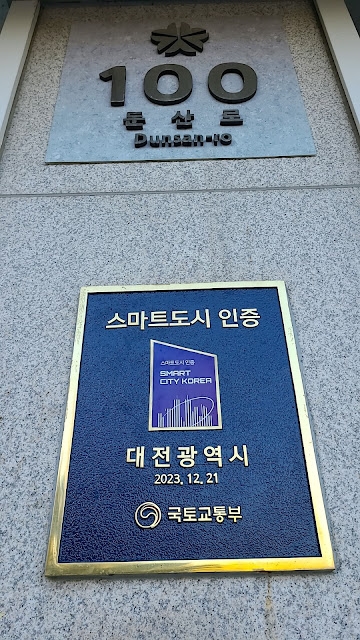 100
둔산로
Dunsan-ro
스마트도시 인증
스마트도시 인증
SMART
CITY KOREA
대전광역시
2023. 12. 21
국토교통부